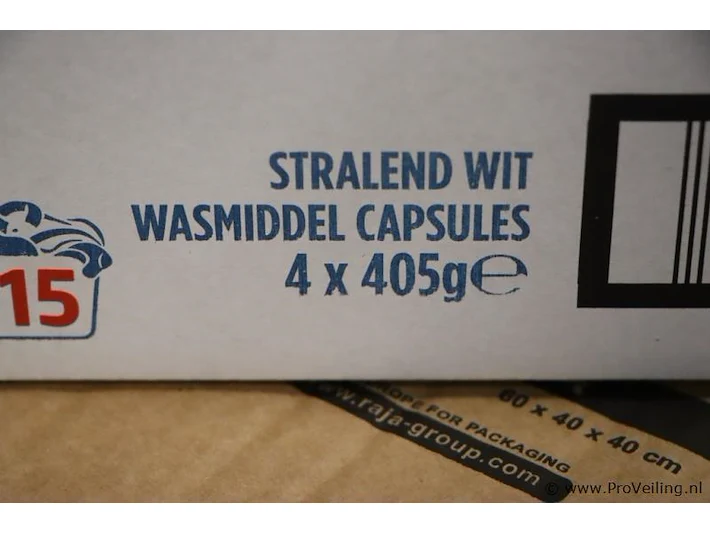 STRALEND WIT
WASMIDDEL CAPSULES
4 x 405g℮
15
FOR PACKAGING
www.raja-group.com
60 x 40 x 40 cm
© www.ProVeiling.nl